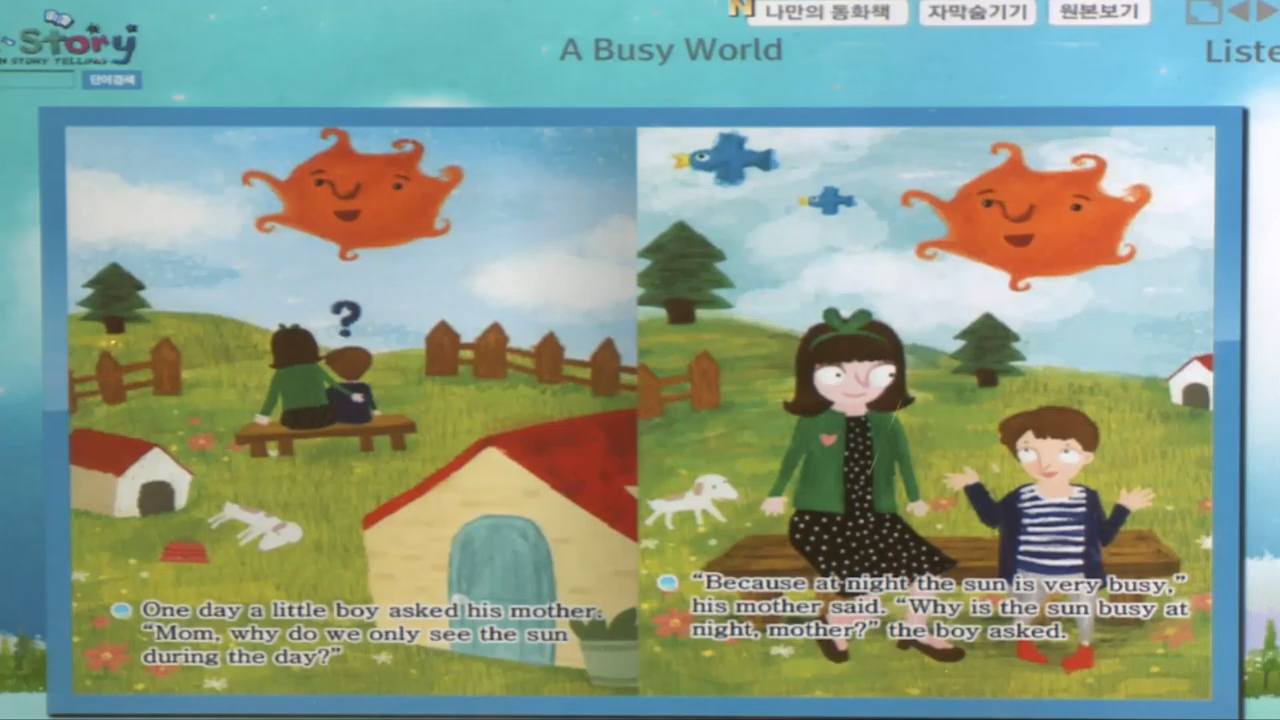 나만의 동화책
자막숨기기
원본보기
Story
N STORY TELLING
단어검색
A Busy World
Liste
?
One day a little boy asked his mother:
“Mom, why do we only see the sun
during the day?”
“Because at night the sun is very busy,”
his mother said. “Why is the sun busy at
night, mother?” the boy asked.